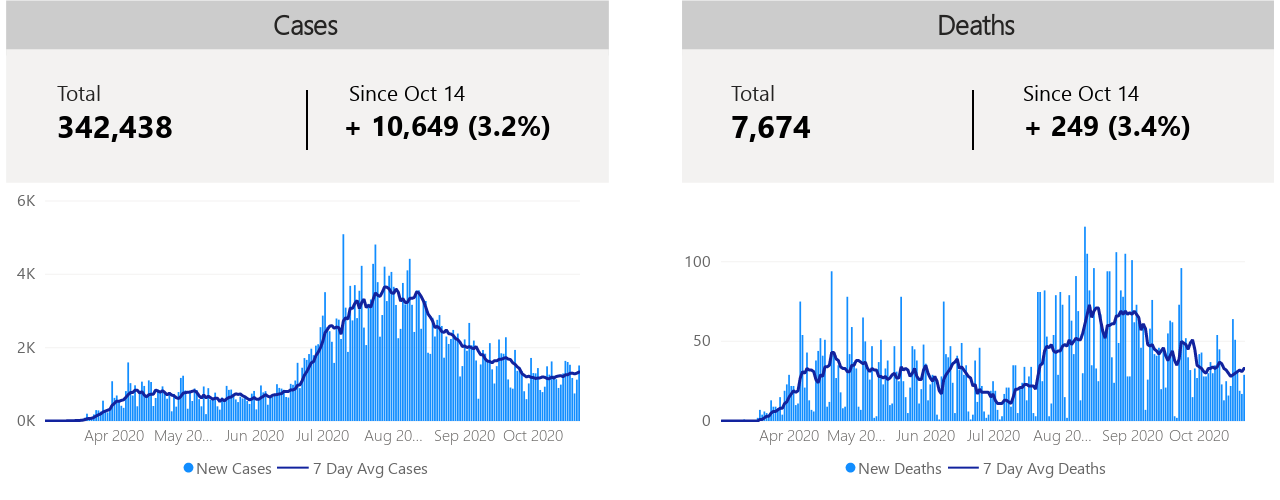 Cases
Total
Since Oct 14
342,438
+ 10,649 (3.2%)
6K
4K
2K
0K
Apr 2020 May 20... Jun 2020 Jul 2020 Aug 20... Sep 2020 Oct 2020
New Cases 7 Day Avg Cases
Deaths
Total
Since Oct 14
7,674
+ 249 (3.4%)
100
50
0
Apr 2020 May 20... Jun 2020 Jul 2020 Aug 20... Sep 2020 Oct 2020
New Deaths 7 Day Avg Deaths